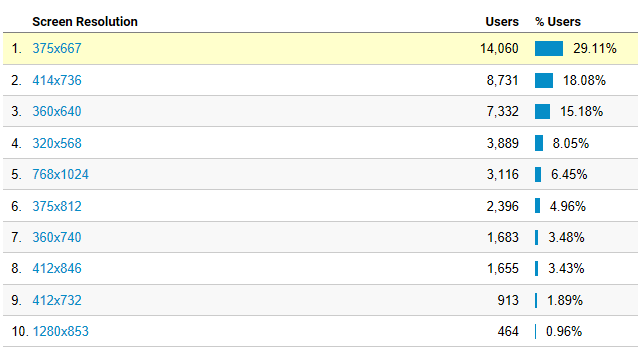 Screen Resolution Users % Users
1. 375x667 14,060 29.11%
2. 414x736 8,731 18.08%
3. 360x640 7,332 15.18%
4. 320x568 3,889 8.05%
5. 768x1024 3,116 6.45%
6. 375x812 2,396 4.96%
7. 360x740 1,683 3.48%
8. 412x846 1,655 3.43%
9. 412x732 913 1.89%
10. 1280x853 464 0.96%